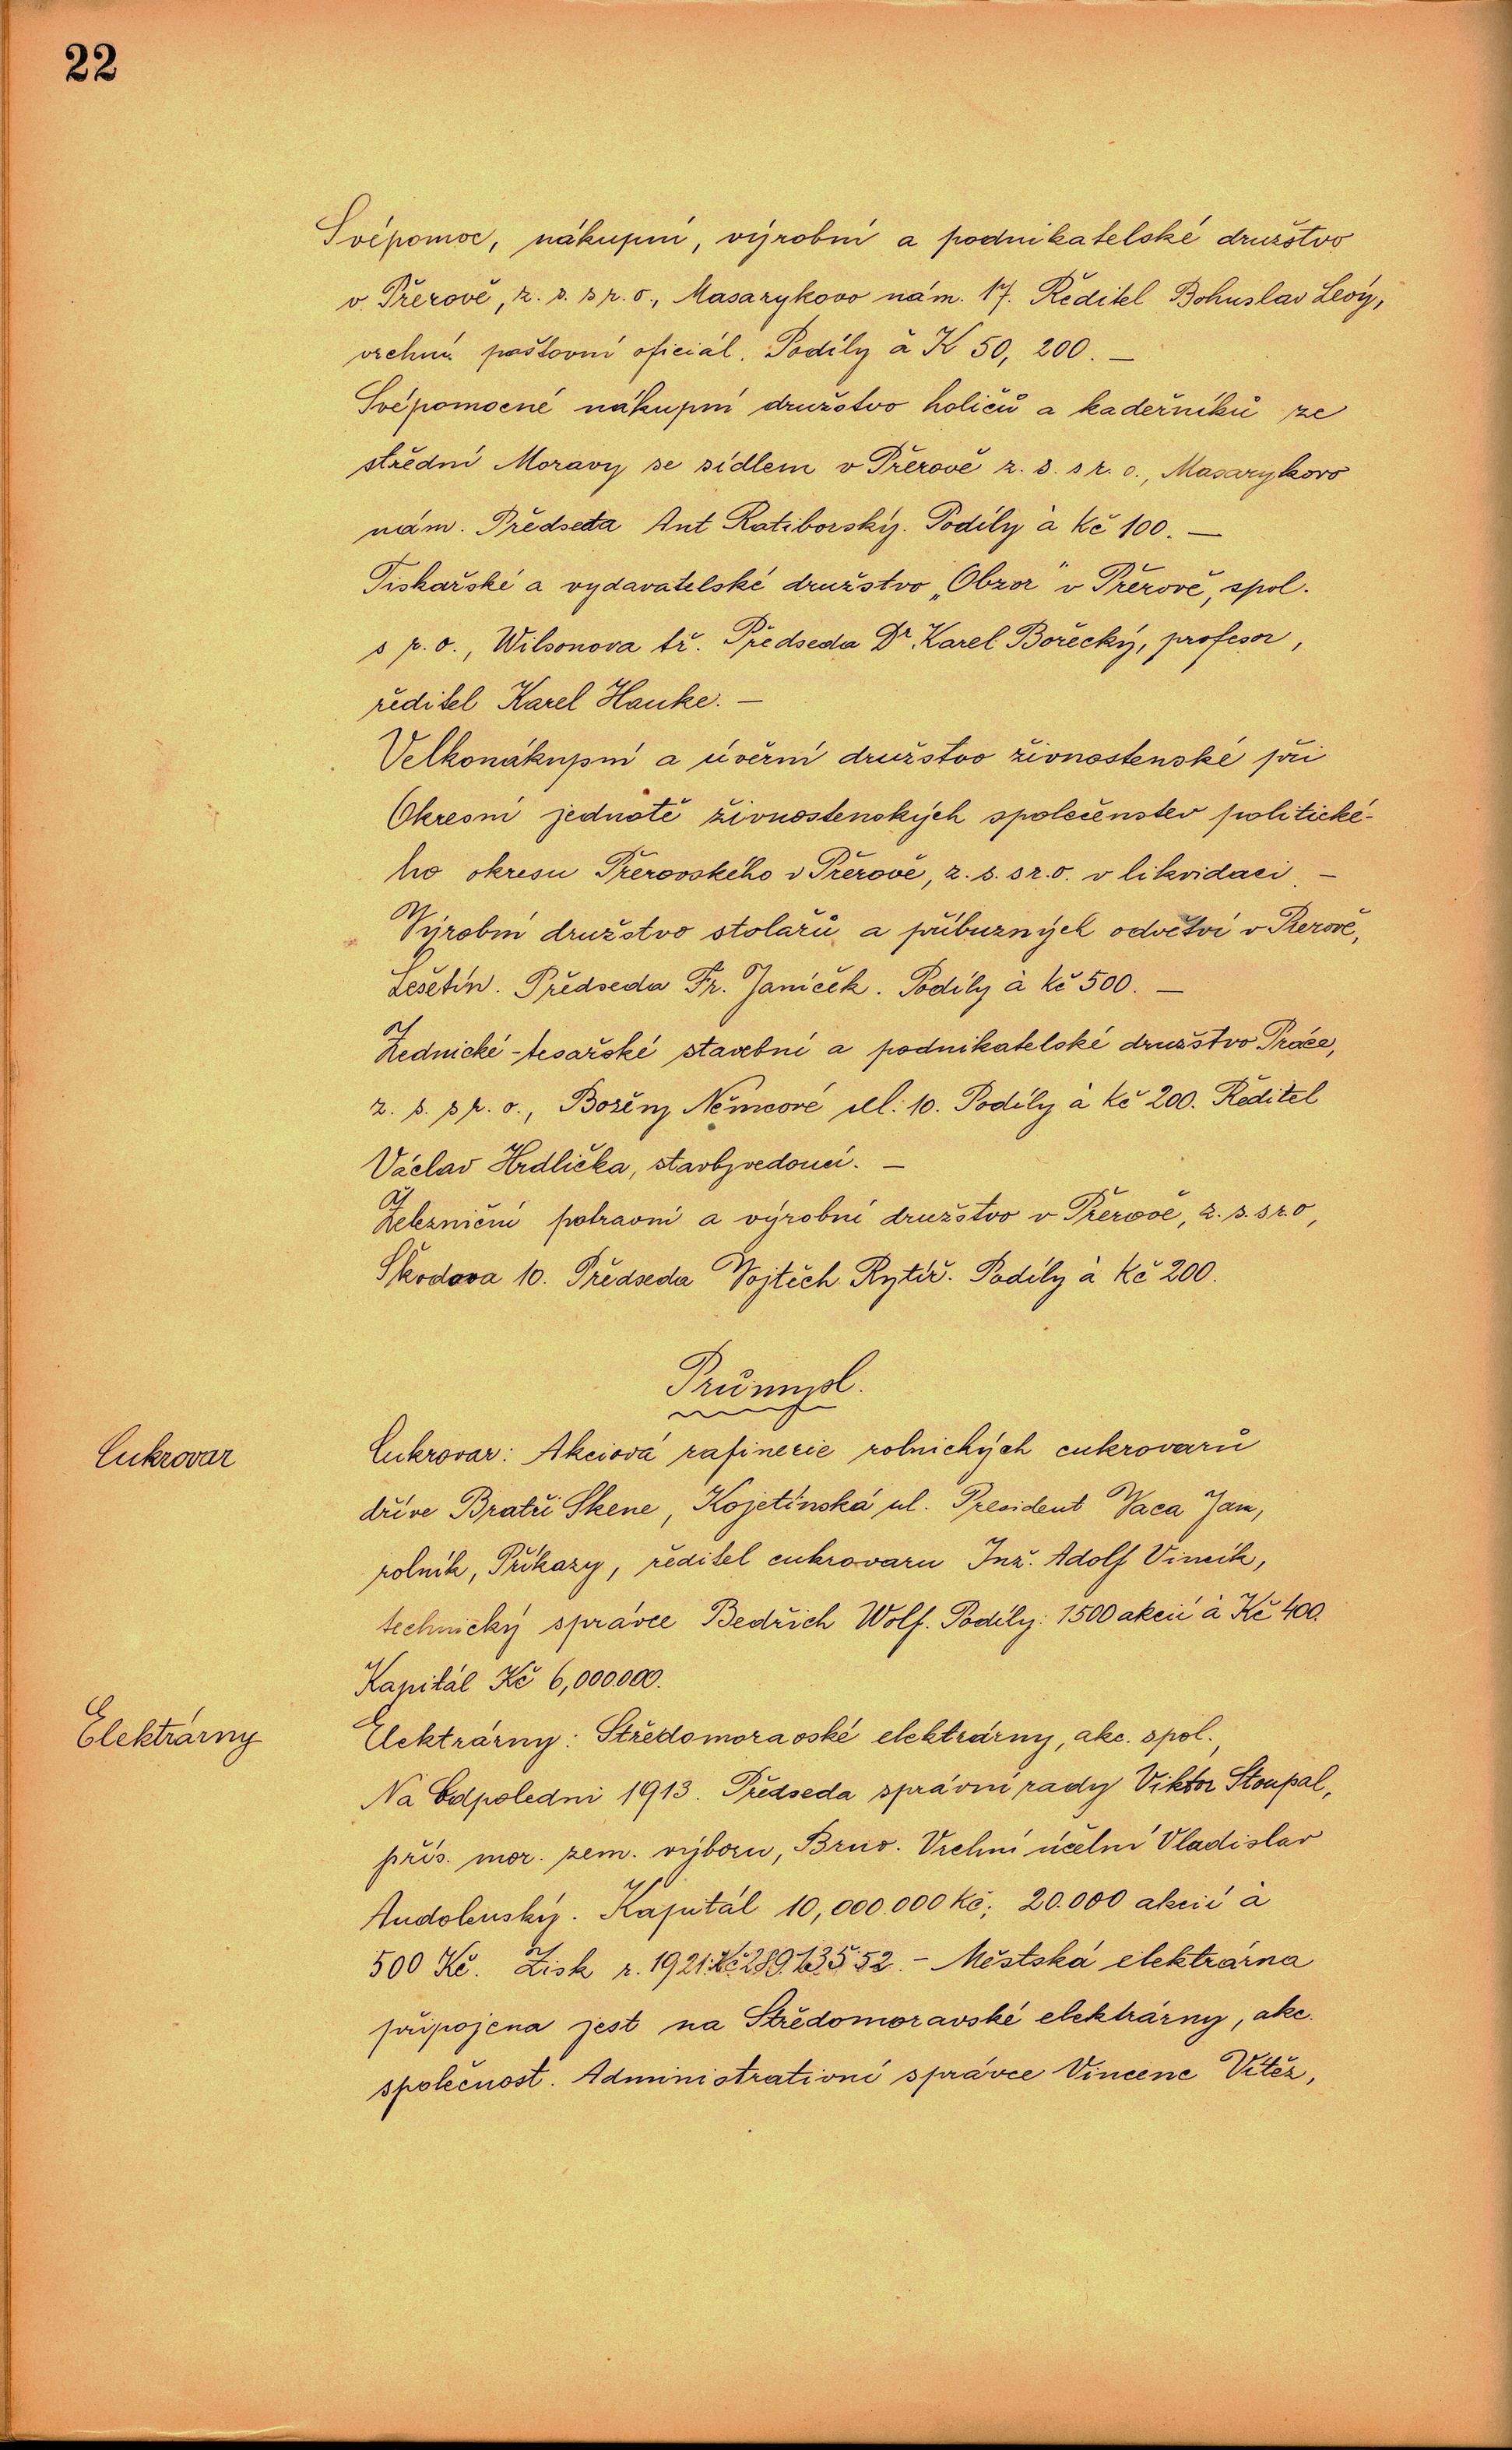 22
Svépomoc, nákupní, výrobní a podnikatelské družstvo
v Přerově, z. s. s r. o., Masarykovo nám. 17. Ředitel Bohuslav Levý,
vrchní poštovní oficiál. Podíly à K 50, 200. —
Svépomocné nákupní družstvo holičů a kadeřníků ze
střední Moravy se sídlem v Přerově z. s. s r. o., Masarykovo
nám. Předseda Ant Ratiborský. Podíly à Kč 100. —
Tiskařské a vydavatelské družstvo „Obzor" v Přerově, spol.
s r. o., Wilsonova tř. Předseda Dr. Karel Bořecký, profesor,
ředitel Karel Hauke. —
Velkonákupní a úvěrní družstvo živnostenské při
Okresní jednotě živnostenských společenstev politické-
ho okresu Přerovského v Přerově, z. s. s r. o. v likvidaci. —
Výrobní družstvo stolařů a příbuzných odvětví v Přerově,
Lešetín. Předseda Fr. Janíček. Podíly à Kč 500. —
Zednické-tesařské stavební a podnikatelské družstvo Práce,
z. s. s r. o., Boženy Němcové ul. 10. Podíly à Kč 200. Ředitel
Václav Hrdlička, stavbyvedoucí. —
Železniční potravní a výrobní družstvo v Přerově, z. s. s r. o,
Škodova 10. Předseda Vojtěch Rytíř. Podíly à Kč 200.
Průmysl.
Cukrovar
Cukrovar: Akciová rafinerie rolnických cukrovarů
dříve Bratři Skene, Kojetínská ul. President Vaca Jan,
rolník, Příkazy, ředitel cukrovaru Inž. Adolf Vincík,
technický správce Bedřich Wolf. Podíly: 1500 akcií à Kč 400.
Kapitál Kč 6,000.000.
Elektrárny
Elektrárny: Středomoravské elektrárny, akc. spol.,
Na Odpoledni 1913. Předseda správní rady Viktor Stoupal,
přís. mor. zem. výboru, Brno. Vrchní účetní Vladislav
Andolenský. Kapitál 10,000.000 Kč; 20.000 akcií à
500 Kč. Zisk r. 1921: Kč 289.135·52. – Městská elektrárna
připojena jest na Středomoravské elektrárny, akc.
společnost. Administrativní správce Vincenc Vítěz,